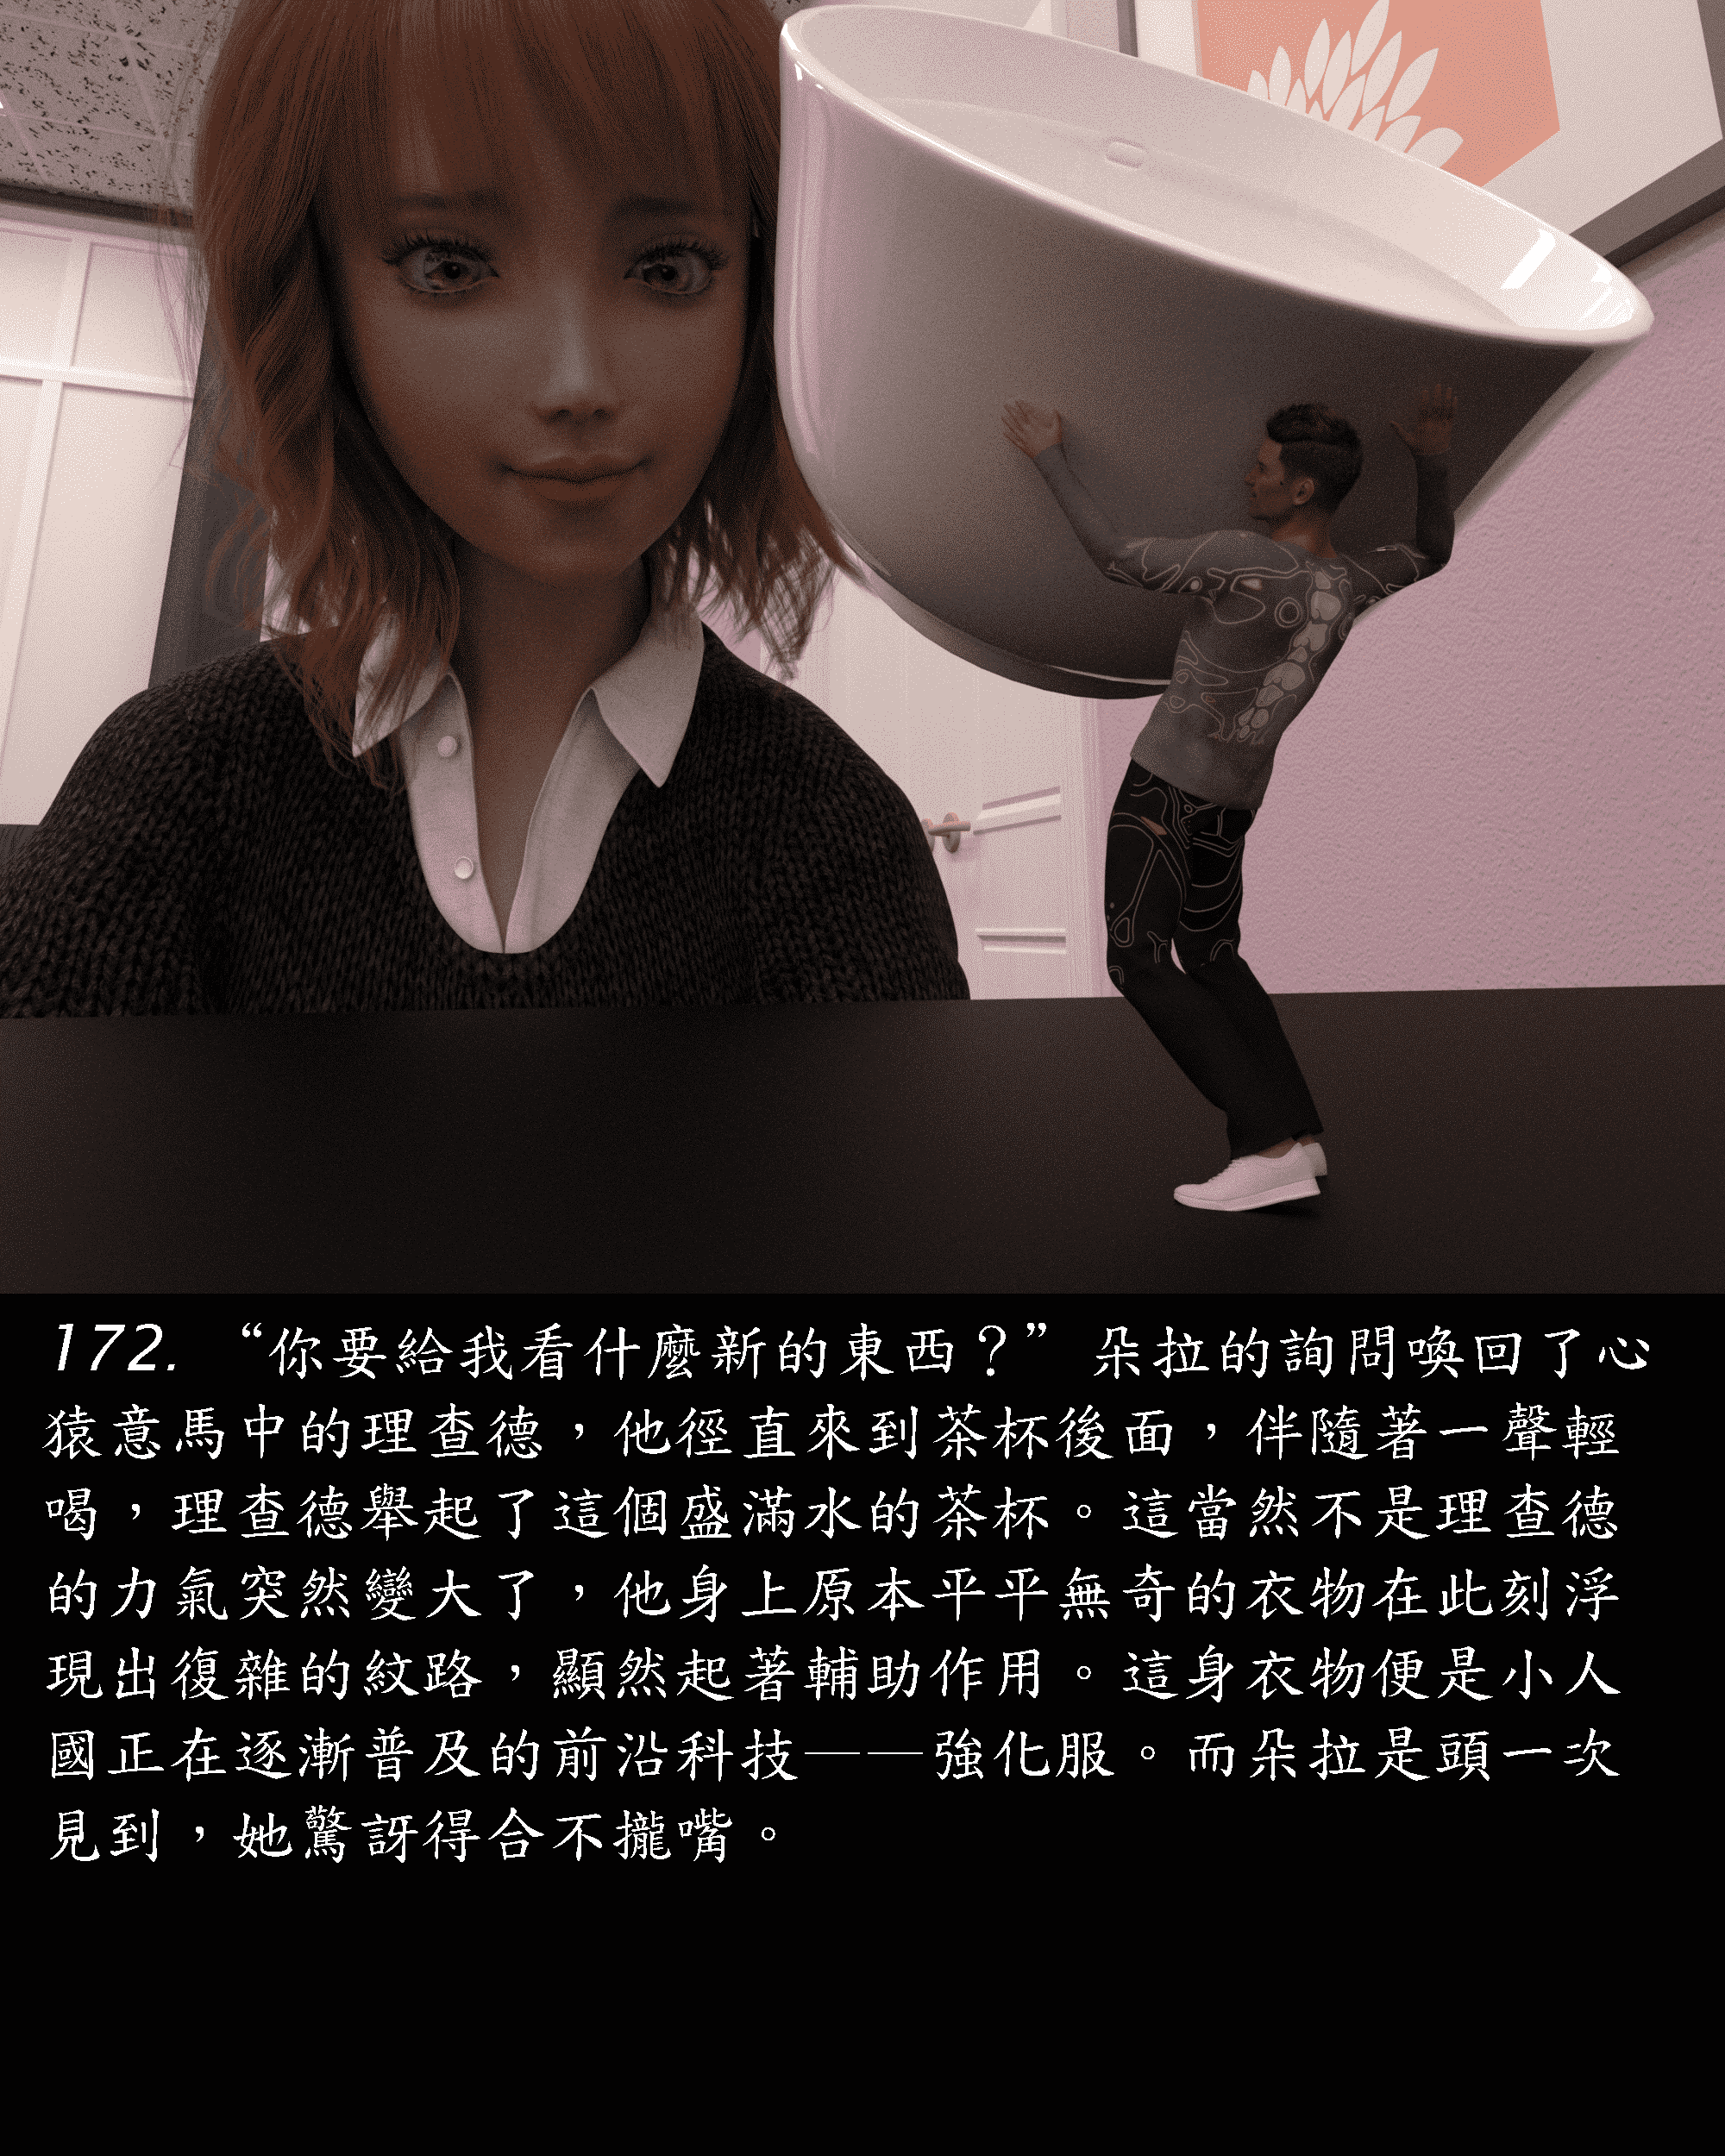 172. “你要給我看什麼新的東西？” 朵拉的詢問喚回了心
猿意馬中的理查德，他徑直來到茶杯後面，伴隨著一聲輕
喝，理查德舉起了這個盛滿水的茶杯。這當然不是理查德
的力氣突然變大了，他身上原本平平無奇的衣物在此刻浮
現出復雜的紋路，顯然起著輔助作用。這身衣物便是小人
國正在逐漸普及的前沿科技——強化服。而朵拉是頭一次
見到，她驚訝得合不攏嘴。